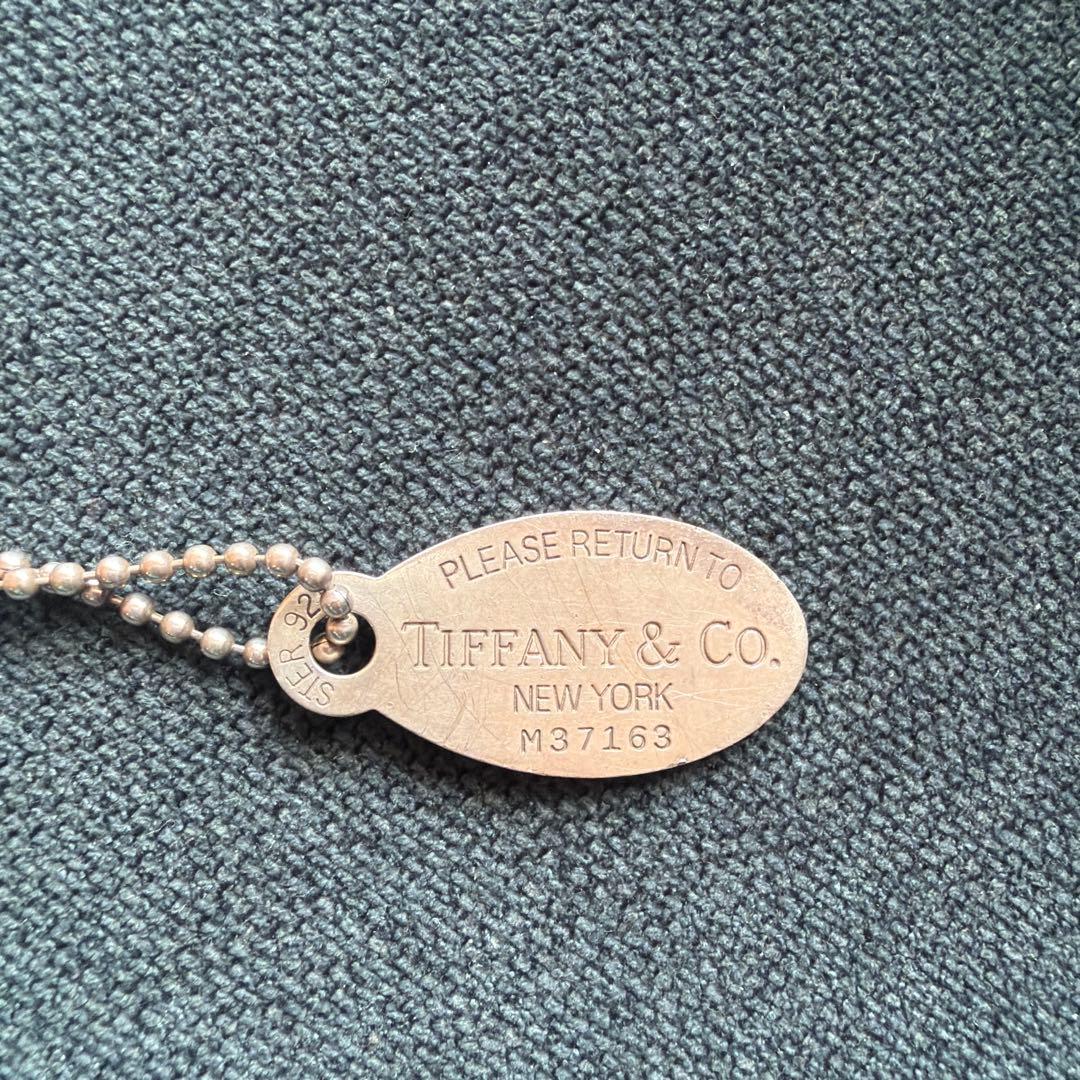 PLEASE RETURN TO
TIFFANY & CO.
NEW YORK
M37163
STER. 92